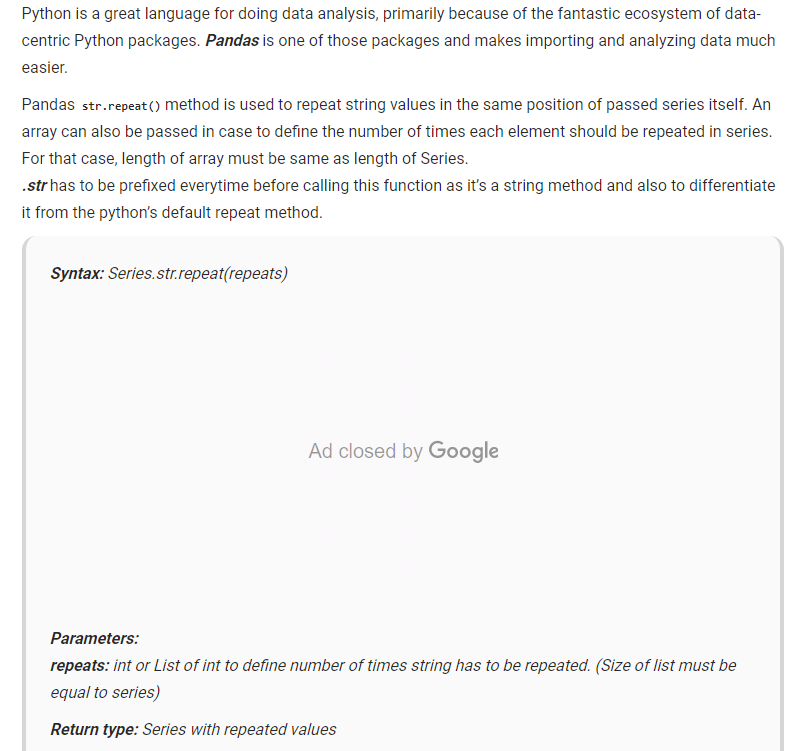 Python is a great language for doing data analysis, primarily because of the fantastic ecosystem of data-
centric Python packages. Pandas is one of those packages and makes importing and analyzing data much
easier.
Pandas str.repeat() method is used to repeat string values in the same position of passed series itself. An
array can also be passed in case to define the number of times each element should be repeated in series.
For that case, length of array must be same as length of Series.
.str has to be prefixed everytime before calling this function as it’s a string method and also to differentiate
it from the python’s default repeat method.
Syntax: Series.str.repeat(repeats)
Ad closed by Google
Parameters:
repeats: int or List of int to define number of times string has to be repeated. (Size of list must be
equal to series)
Return type: Series with repeated values